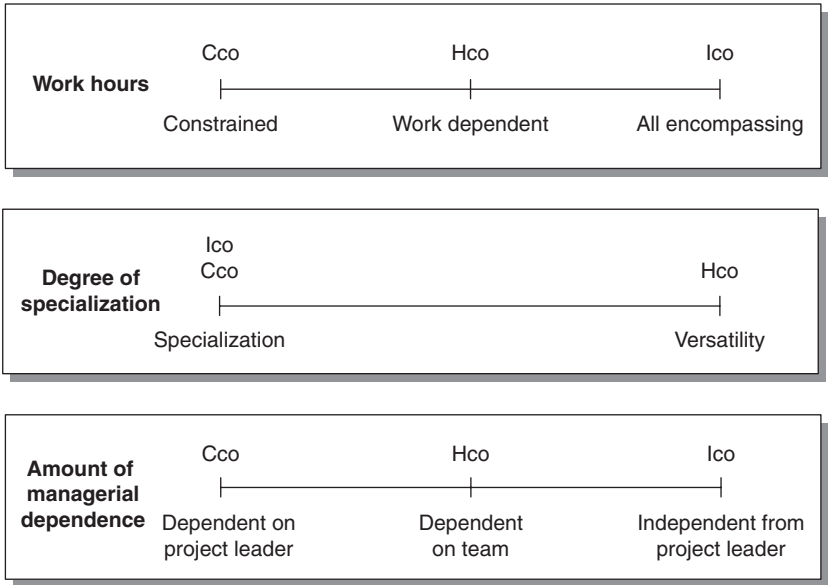 Cco Hco Ico
Work hours
Constrained Work dependent All encompassing
Ico
Cco Hco
Degree of
specialization
Specialization Versatility
Cco Hco Ico
Amount of
managerial
dependence
Dependent on Dependent Independent from
project leader on team project leader